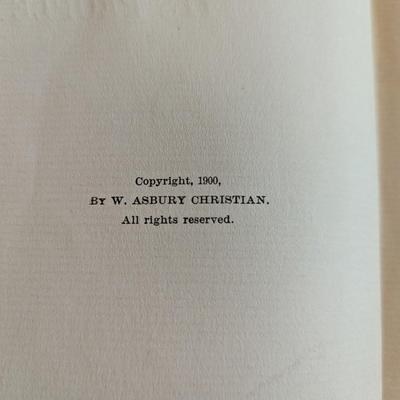 Copyright, 1900,
By W. ASBURY CHRISTIAN.
All rights reserved.